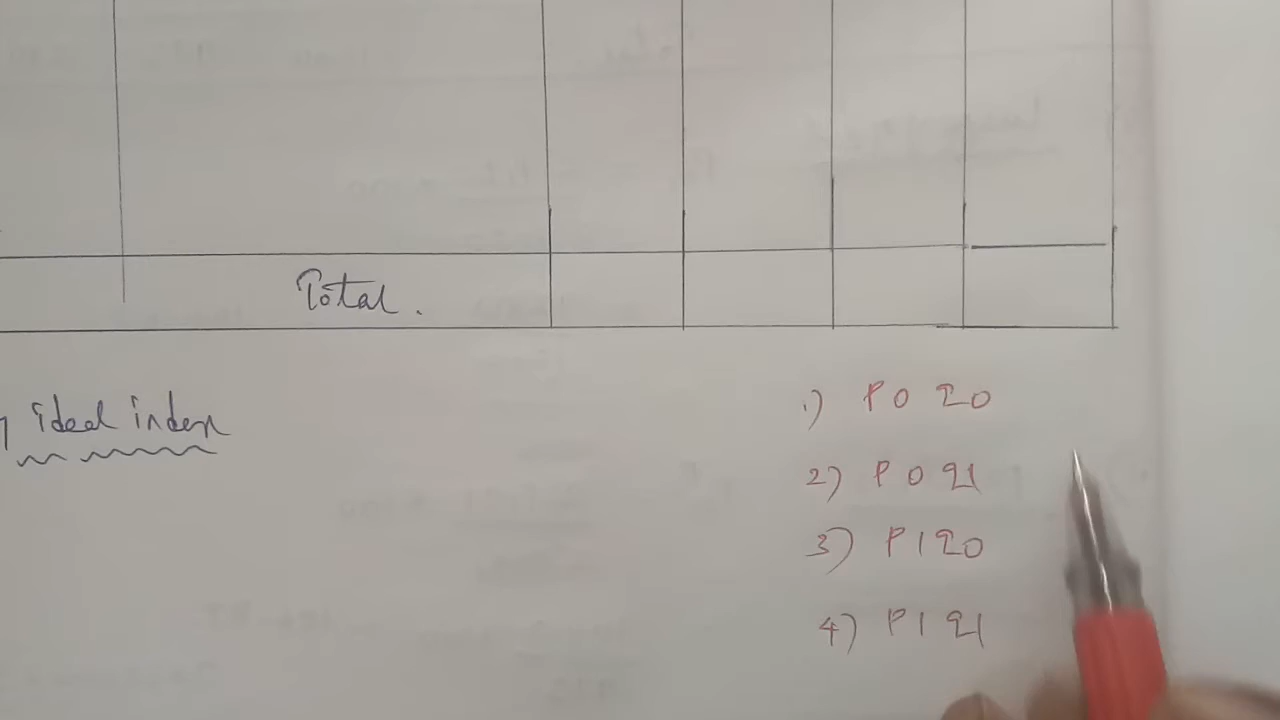 Total .
ideal index
1) P0 q0
2) P0 q1
3) P1 q0
4) P1 q1